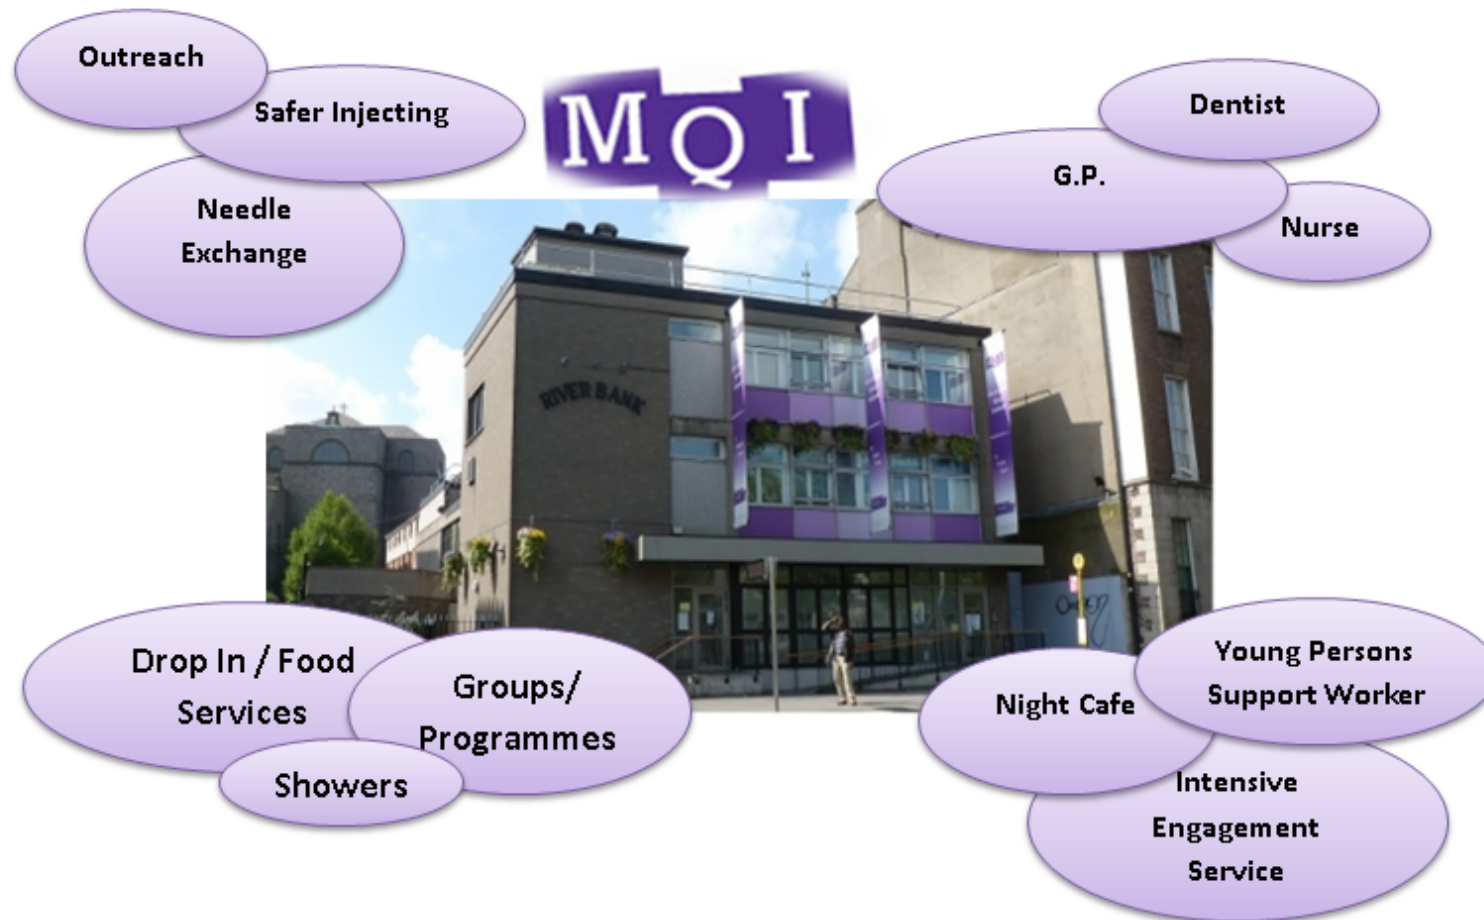 Outreach
Safer Injecting
Needle
Exchange
MQI
Dentist
G.P.
Nurse
RIVER BANK
Drop In / Food
Services
Groups/
Programmes
Showers
Night Cafe
Young Persons
Support Worker
Intensive
Engagement
Service